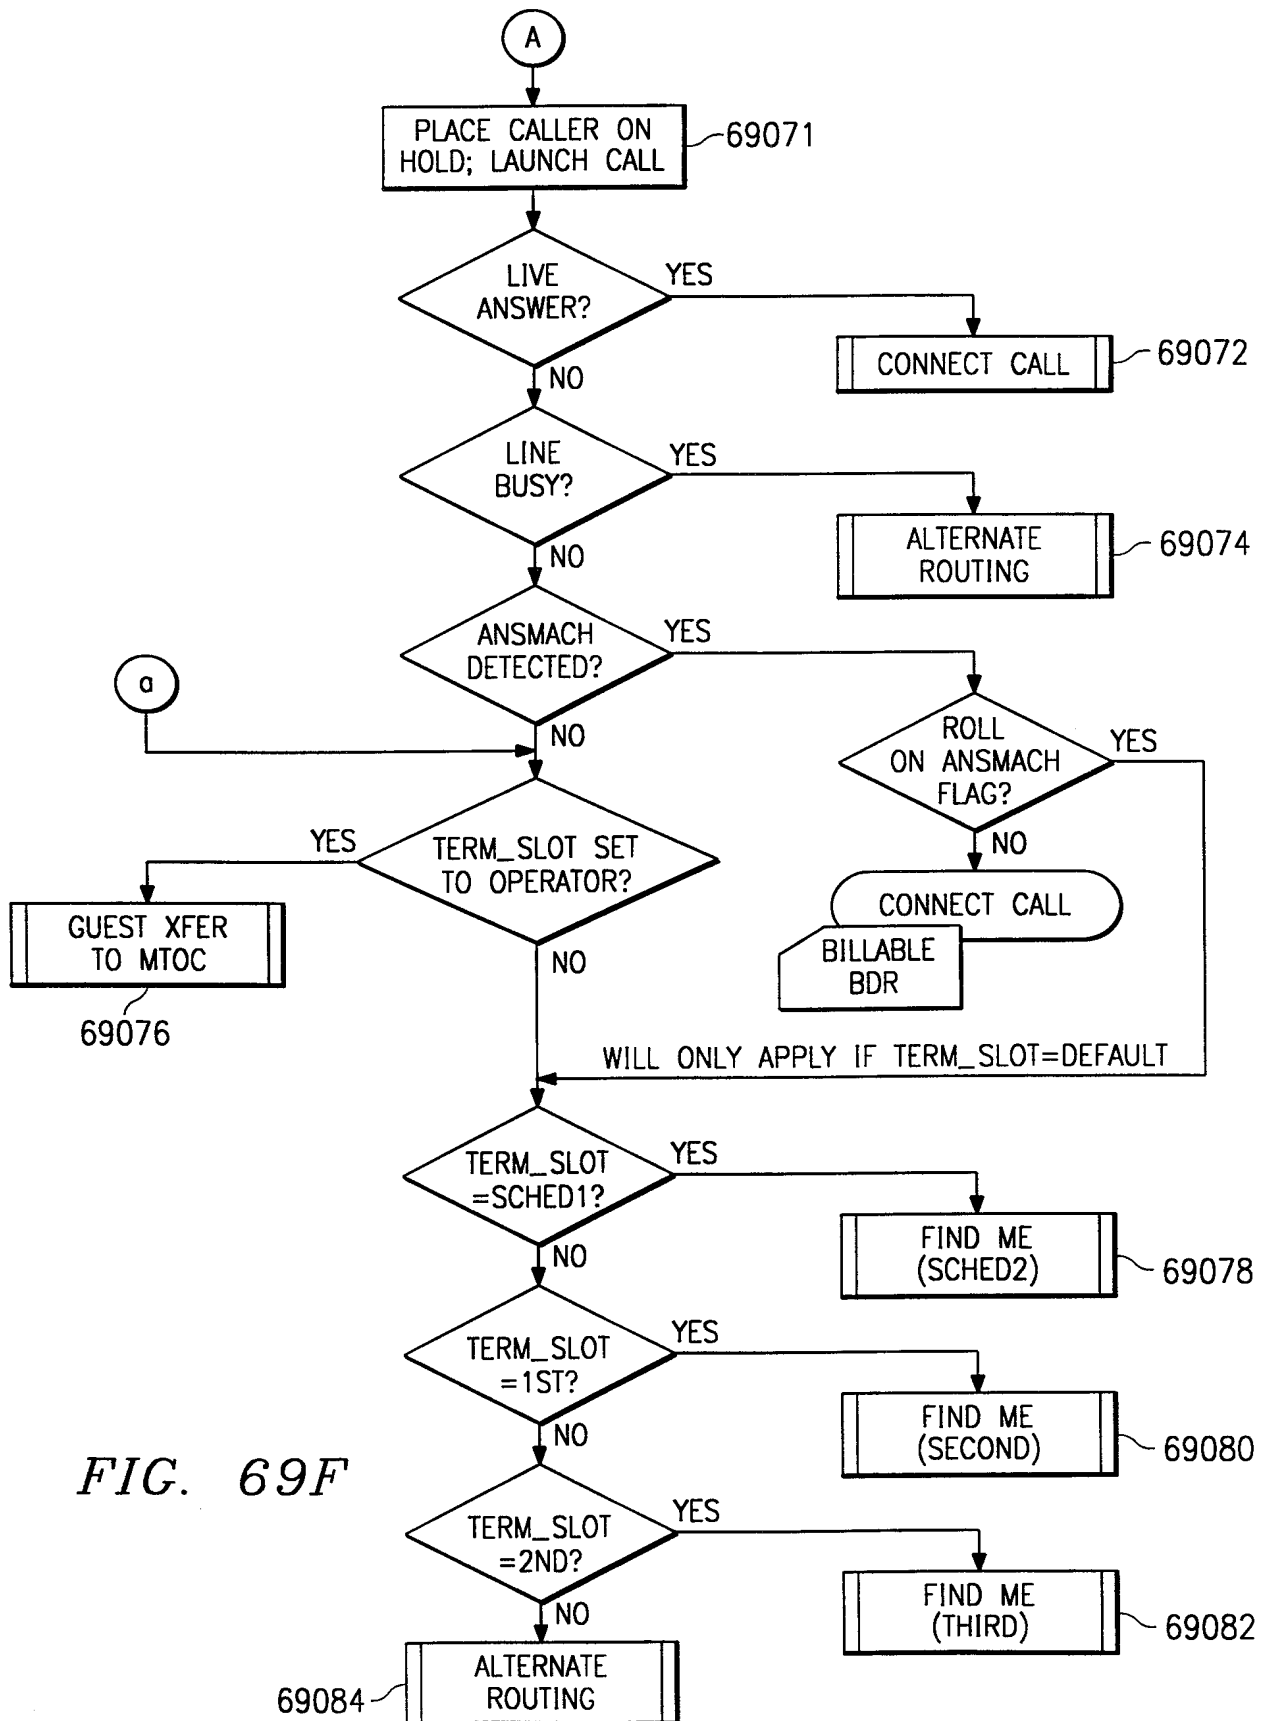 A
PLACE CALLER ON
HOLD; LAUNCH CALL
69071
LIVE
ANSWER?
YES
NO
CONNECT CALL
69072
LINE
BUSY?
YES
NO
ALTERNATE
ROUTING
69074
ANSMACH
DETECTED?
YES
NO
a
ROLL
ON ANSMACH
FLAG?
YES
NO
CONNECT CALL
BILLABLE
BDR
TERM_SLOT SET
TO OPERATOR?
YES
NO
GUEST XFER
TO MTOC
69076
WILL ONLY APPLY IF TERM_SLOT=DEFAULT
TERM_SLOT
=SCHED1?
YES
NO
FIND ME
(SCHED2)
69078
TERM_SLOT
=1ST?
YES
NO
FIND ME
(SECOND)
69080
FIG. 69F
TERM_SLOT
=2ND?
YES
NO
FIND ME
(THIRD)
69082
ALTERNATE
ROUTING
69084